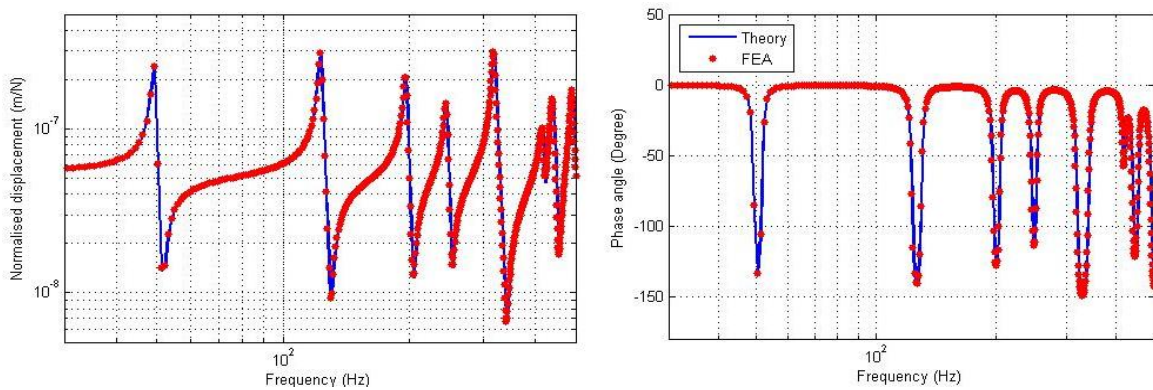 Normalised displacement (m/N)
10^-7
10^-8
10^2
Frequency (Hz)
Phase angle (Degree)
50
0
-50
-100
-150
Theory
FEA
10^2
Frequency (Hz)